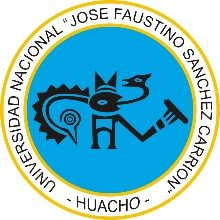 UNIVERSIDAD NACIONAL "JOSE FAUSTINO SANCHEZ CARRION"
- HUACHO -